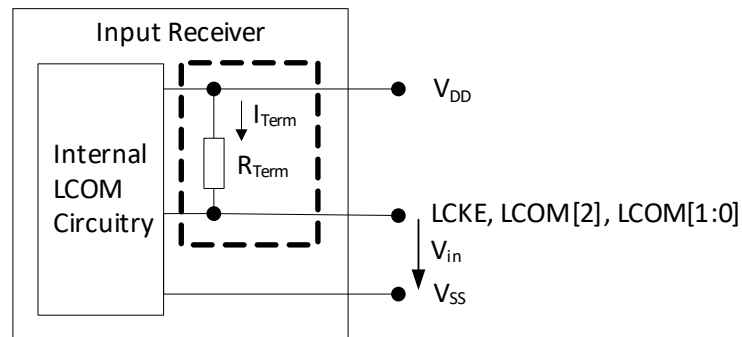 Input Receiver
V_DD
I_Term
R_Term
Internal
LCOM
Circuitry
LCKE, LCOM[2], LCOM[1:0]
V_in
V_SS